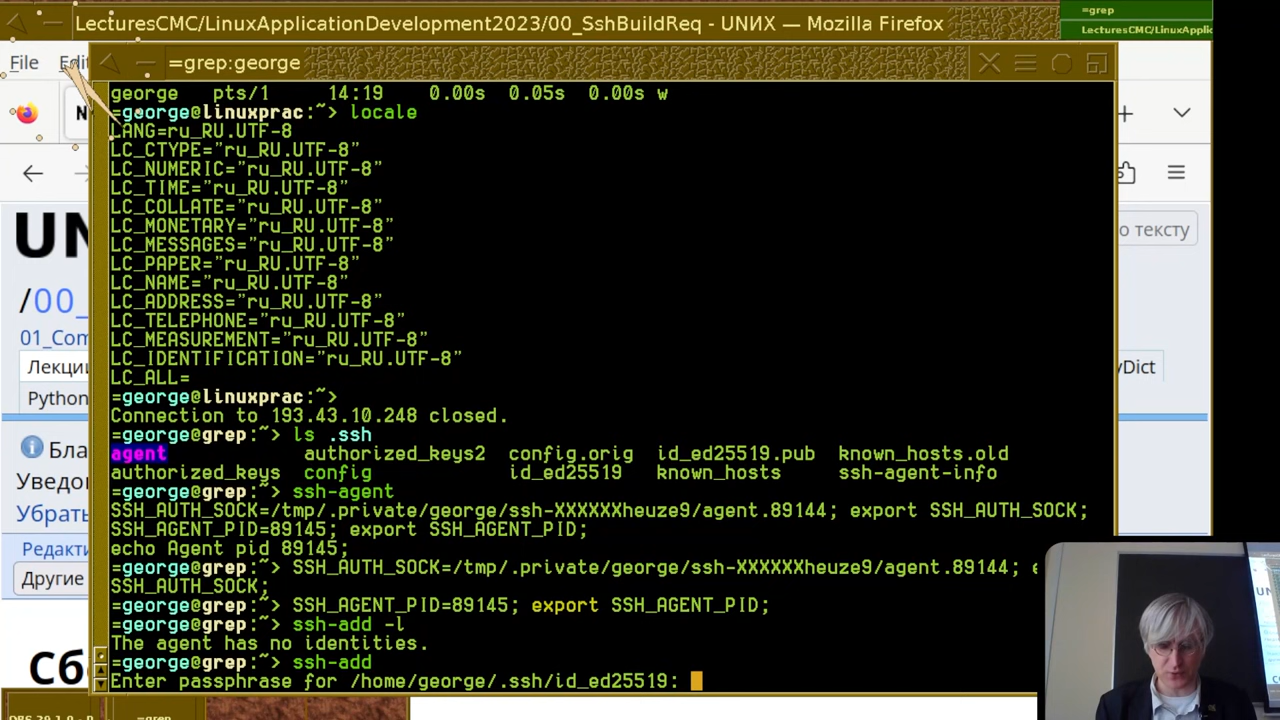 LecturesCMC/LinuxApplicationDevelopment2023/00_SshBuildReq - UNИX — Mozilla Firefox
=grep
LecturesCMC/LinuxApplic
File Edit
=grep:george
george pts/1 14:19 0.00s 0.05s 0.00s w
=george@linuxprac:~> locale
LANG=ru_RU.UTF-8
LC_CTYPE="ru_RU.UTF-8"
LC_NUMERIC="ru_RU.UTF-8"
LC_TIME="ru_RU.UTF-8"
LC_COLLATE="ru_RU.UTF-8"
LC_MONETARY="ru_RU.UTF-8"
LC_MESSAGES="ru_RU.UTF-8"
LC_PAPER="ru_RU.UTF-8"
LC_NAME="ru_RU.UTF-8"
LC_ADDRESS="ru_RU.UTF-8"
LC_TELEPHONE="ru_RU.UTF-8"
LC_MEASUREMENT="ru_RU.UTF-8"
LC_IDENTIFICATION="ru_RU.UTF-8"
LC_ALL=
=george@linuxprac:~>
Connection to 193.43.10.248 closed.
=george@grep:~> ls .ssh
agent authorized_keys2 config.orig id_ed25519.pub known_hosts.old
authorized_keys config id_ed25519 known_hosts ssh-agent-info
=george@grep:~> ssh-agent
SSH_AUTH_SOCK=/tmp/.private/george/ssh-XXXXXXheuze9/agent.89144; export SSH_AUTH_SOCK;
SSH_AGENT_PID=89145; export SSH_AGENT_PID;
echo Agent pid 89145;
=george@grep:~> SSH_AUTH_SOCK=/tmp/.private/george/ssh-XXXXXXheuze9/agent.89144; e
SSH_AUTH_SOCK;
=george@grep:~> SSH_AGENT_PID=89145; export SSH_AGENT_PID;
=george@grep:~> ssh-add -l
The agent has no identities.
=george@grep:~> ssh-add
Enter passphrase for /home/george/.ssh/id_ed25519:
UN
/00_
01_Com
Лекции
Python
Бла
Уведо
Убрать
Редакти
Другие
Сб
о тексту
yDict
=grep